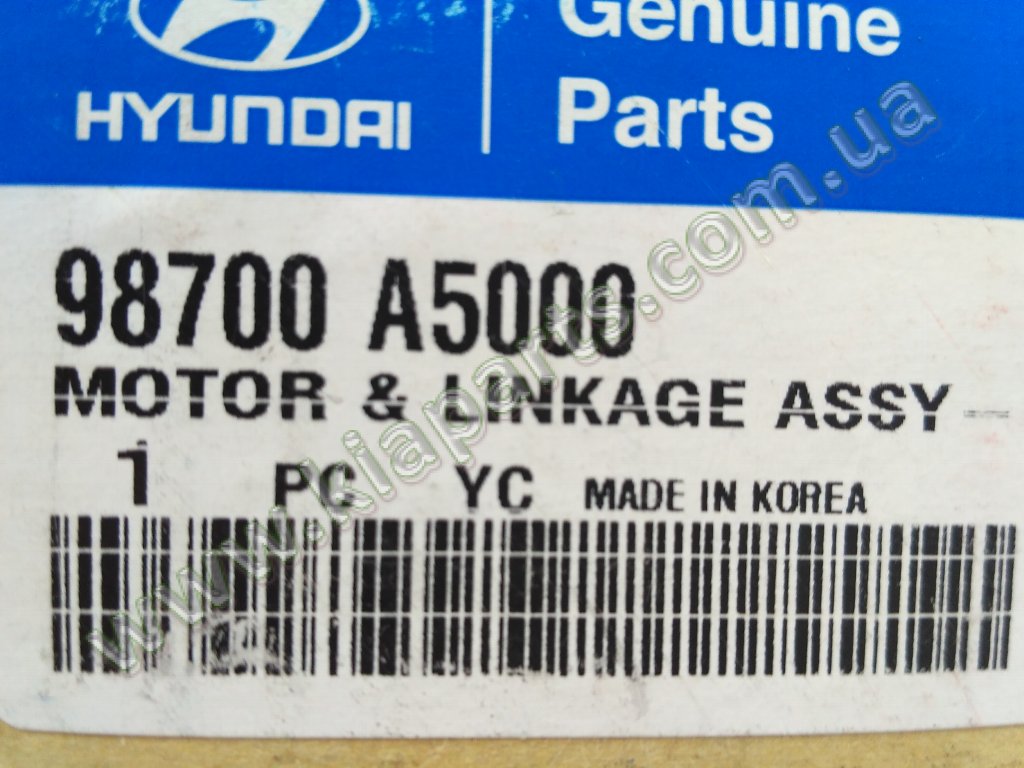 Genuine
HYUNDAI
Parts
98700 A5000
MOTOR & LINKAGE ASSY
1 PC YC MADE IN KOREA
www.kiaparts.com.ua